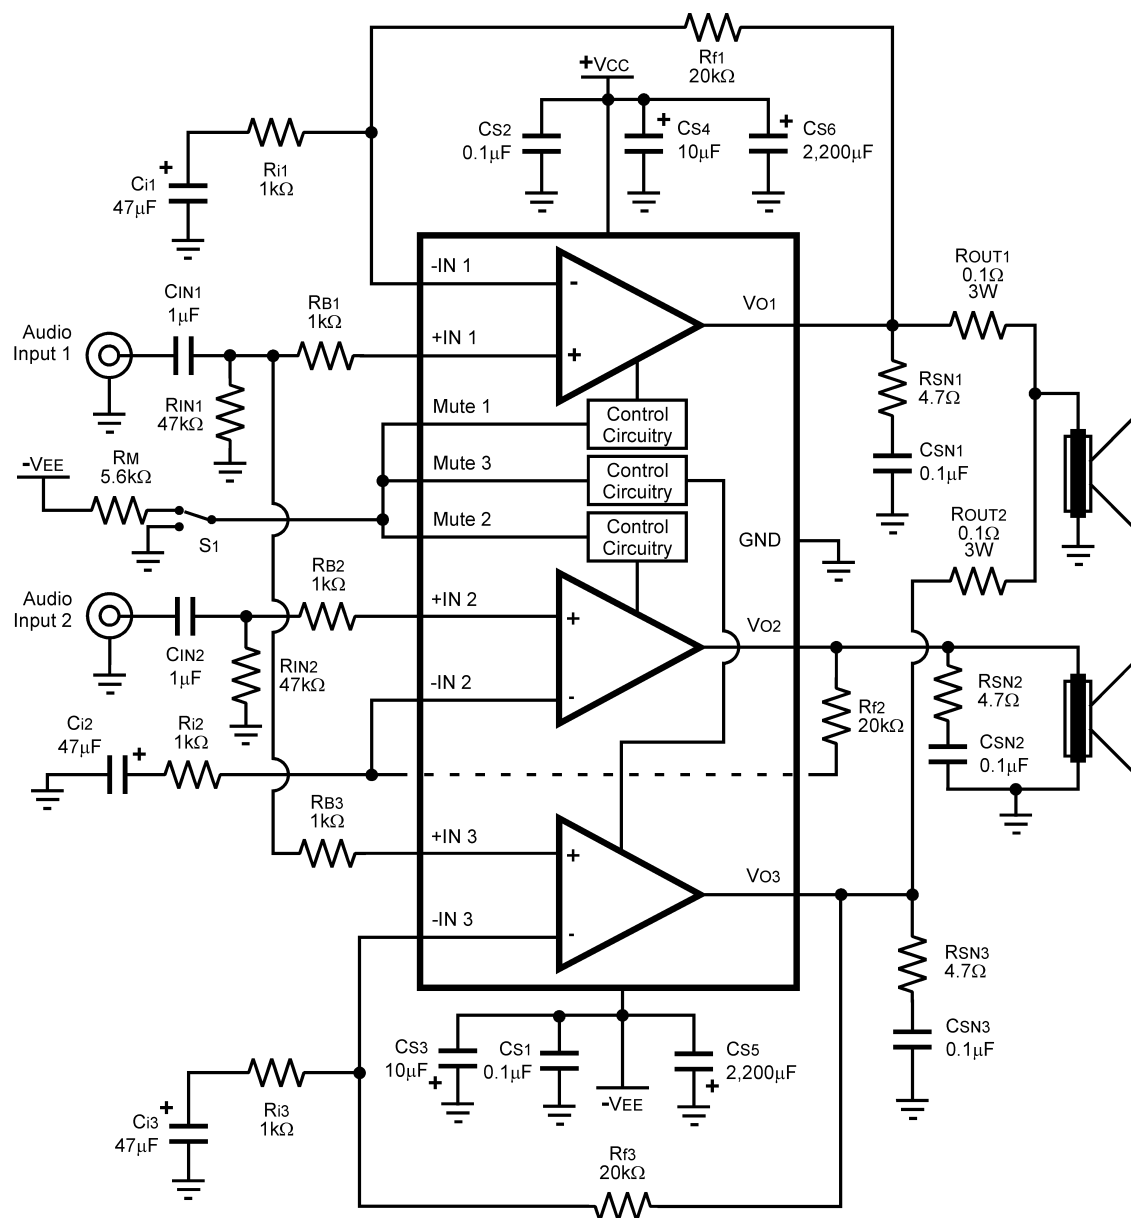 Rf1
20kΩ
+VCC
CS2
0.1µF
CS4
10µF
+
CS6
2,200µF
+
Ri1
1kΩ
+
Ci1
47µF
-IN 1
-
VO1
ROUT1
0.1Ω
3W
CIN1
1µF
RB1
1kΩ
Audio
Input 1
+IN 1
+
RIN1
47kΩ
RSN1
4.7Ω
Mute 1
Control
Circuitry
CSN1
0.1µF
-VEE
RM
5.6kΩ
Mute 3
Control
Circuitry
Mute 2
Control
Circuitry
S1
GND
ROUT2
0.1Ω
3W
RB2
1kΩ
Audio
Input 2
+IN 2
+
VO2
CIN2
1µF
RIN2
47kΩ
-IN 2
-
RSN2
4.7Ω
Rf2
20kΩ
Ci2
47µF
+
Ri2
1kΩ
CSN2
0.1µF
RB3
1kΩ
+IN 3
+
VO3
-IN 3
-
RSN3
4.7Ω
CSN3
0.1µF
CS3
10µF
+
CS1
0.1µF
CS5
2,200µF
+
-VEE
+
Ci3
47µF
Ri3
1kΩ
Rf3
20kΩ